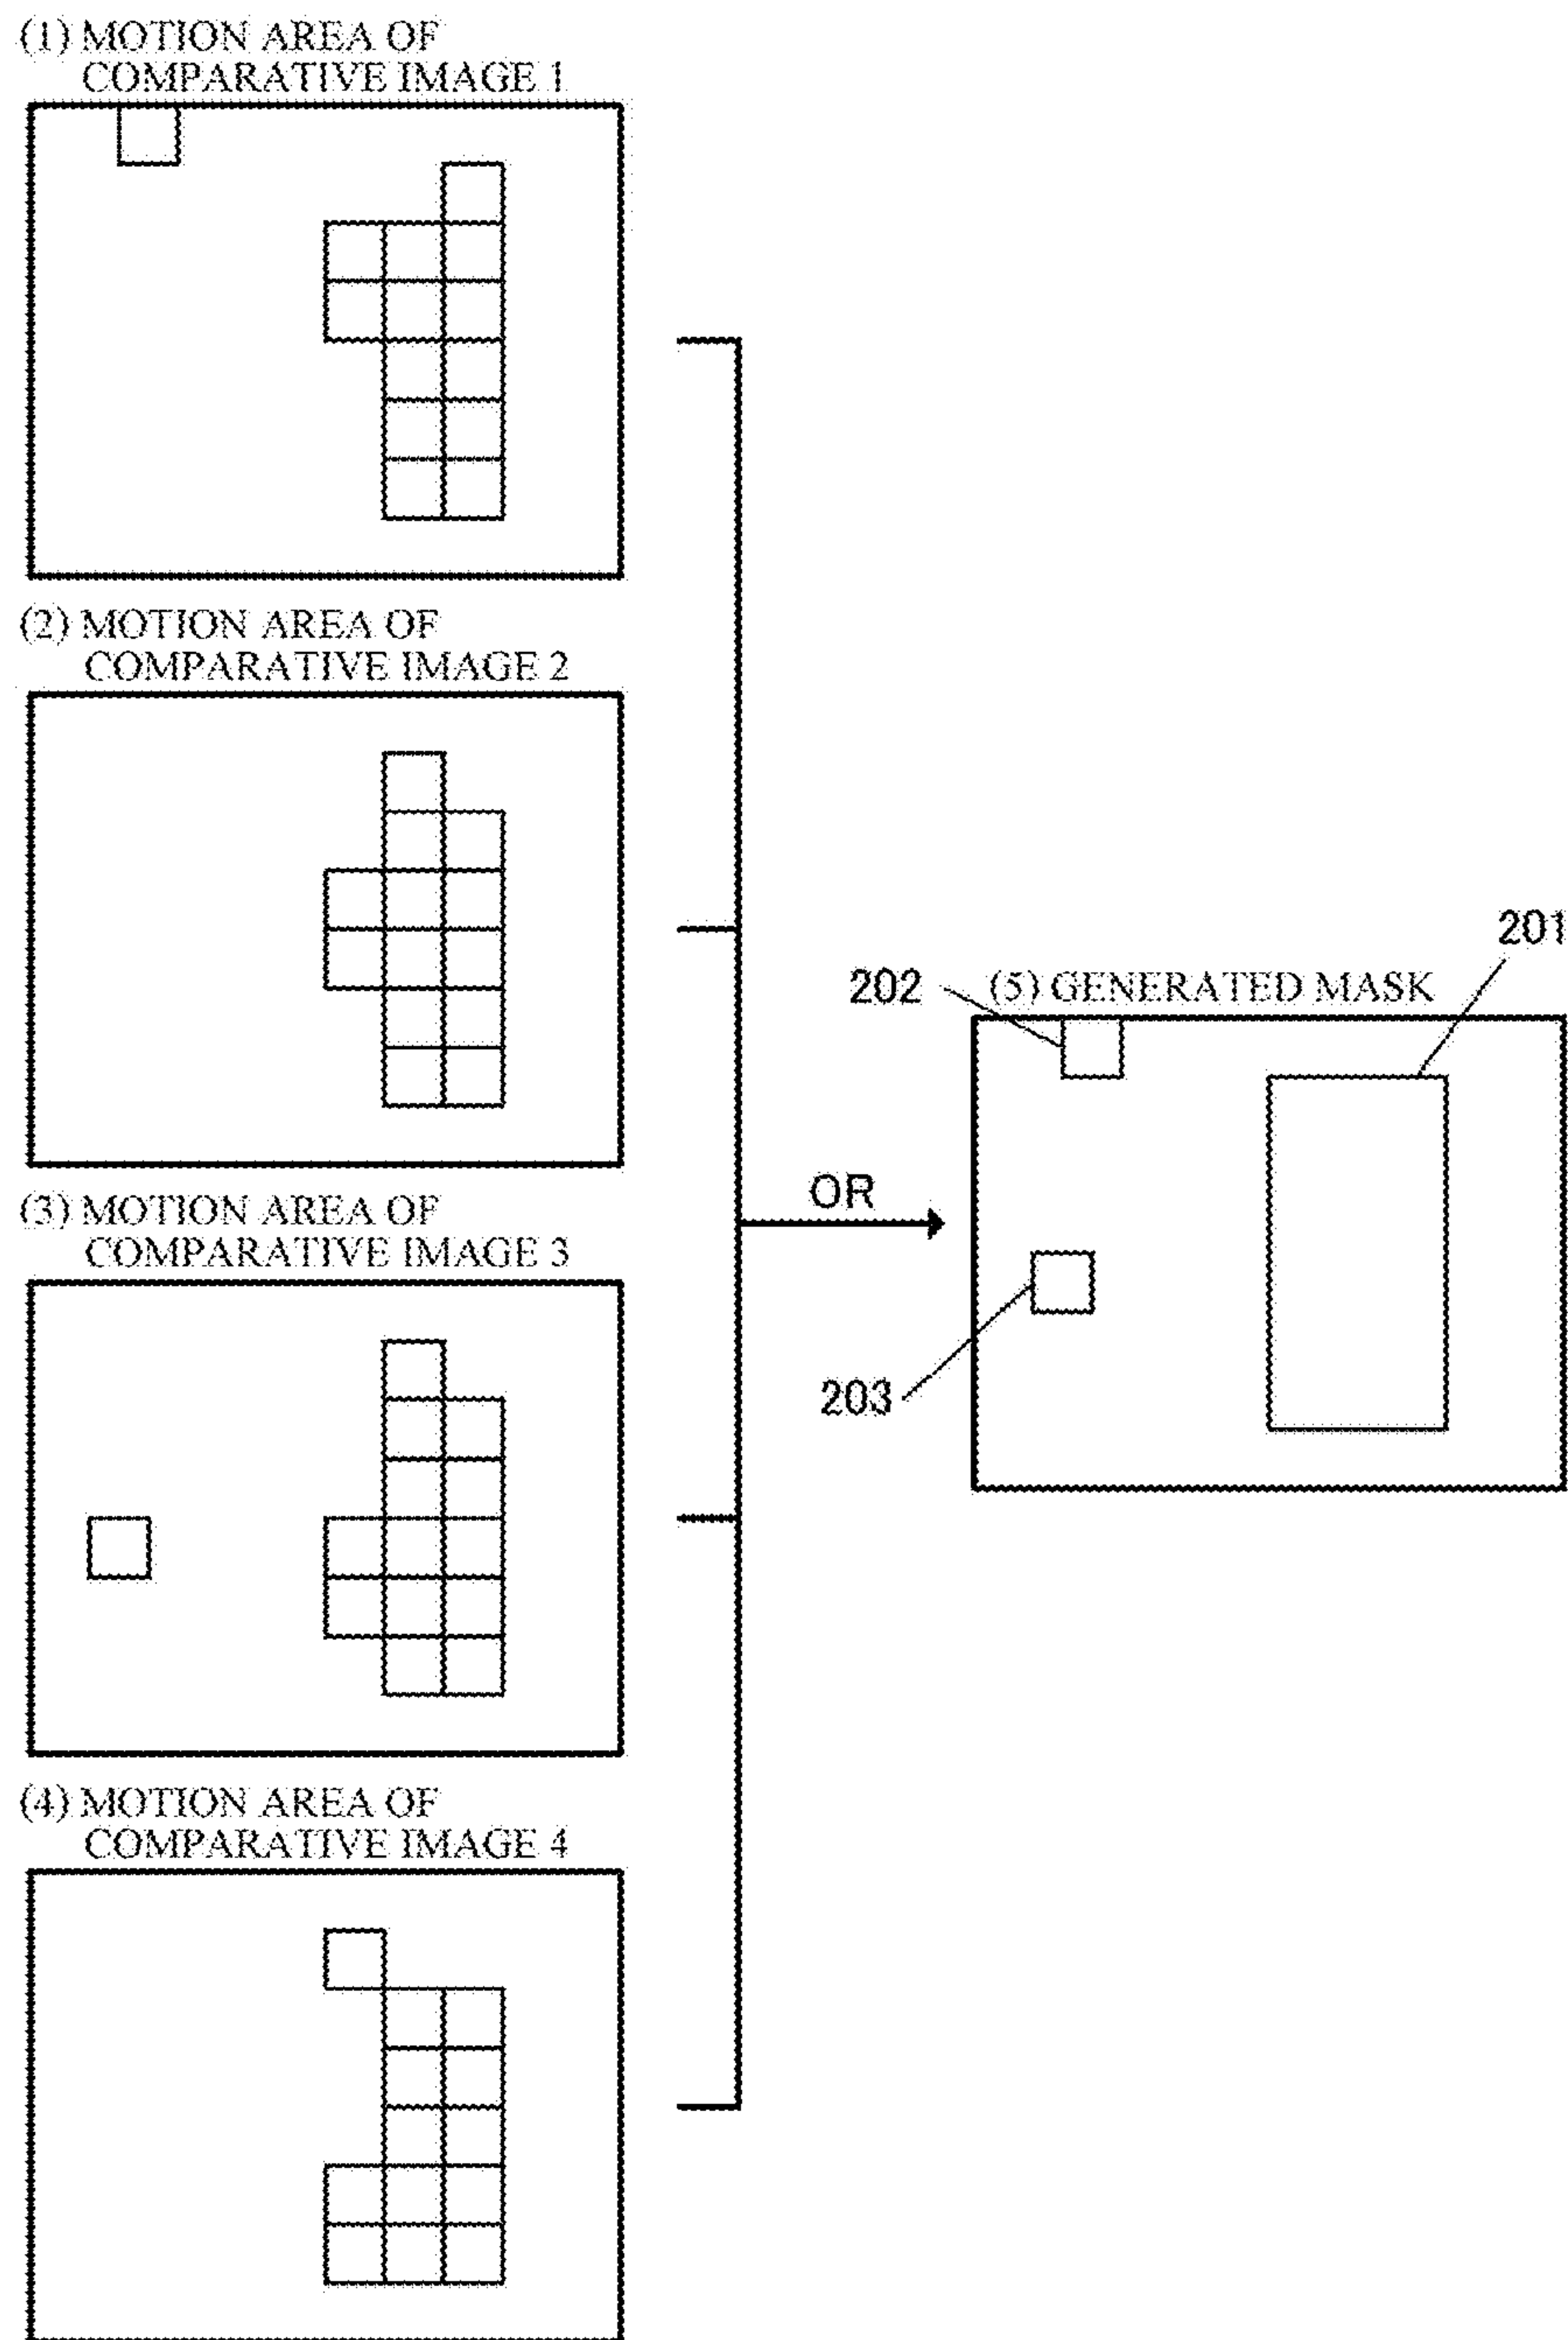 (1) MOTION AREA OF
COMPARATIVE IMAGE 1
(2) MOTION AREA OF
COMPARATIVE IMAGE 2
(3) MOTION AREA OF
COMPARATIVE IMAGE 3
(4) MOTION AREA OF
COMPARATIVE IMAGE 4
OR
201
202
(5) GENERATED MASK
203